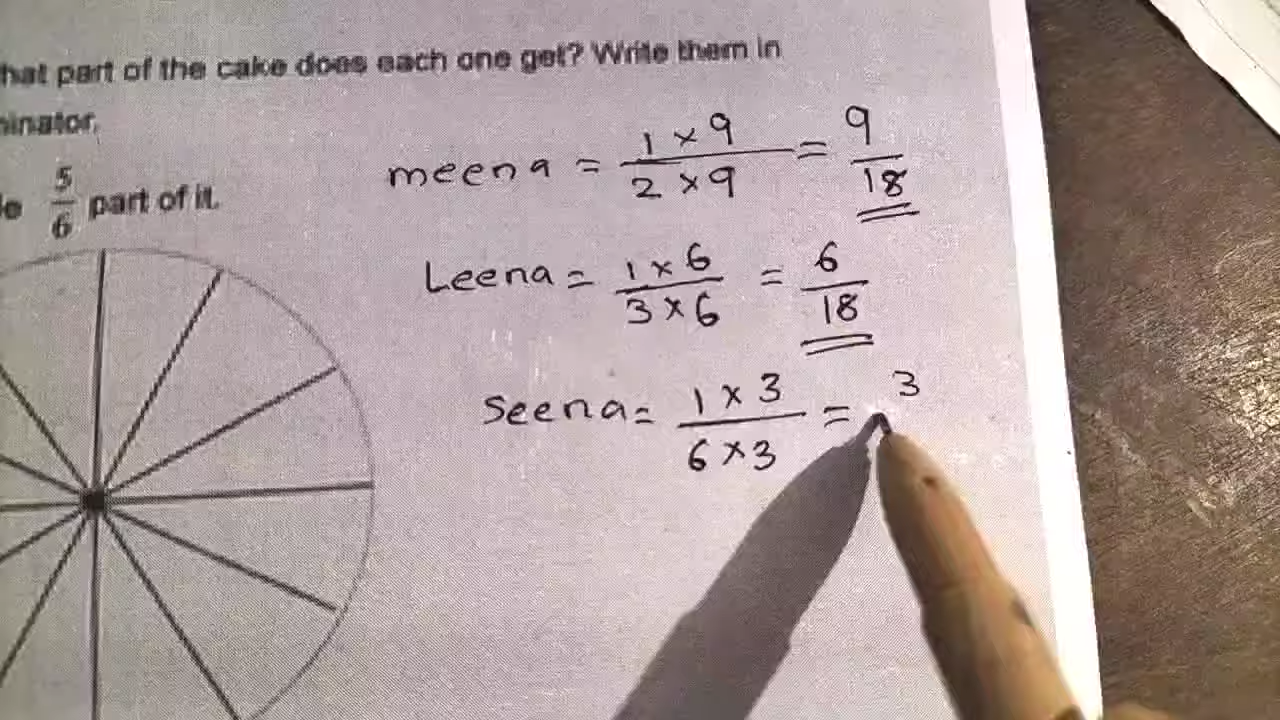 hat part of the cake does each one get? Write them in
minator.
5/6 part of it.
meena = 1 × 9 / 2 × 9 = 9/18
Leena = 1 × 6 / 3 × 6 = 6/18
Seena = 1 × 3 / 6 × 3 = 3